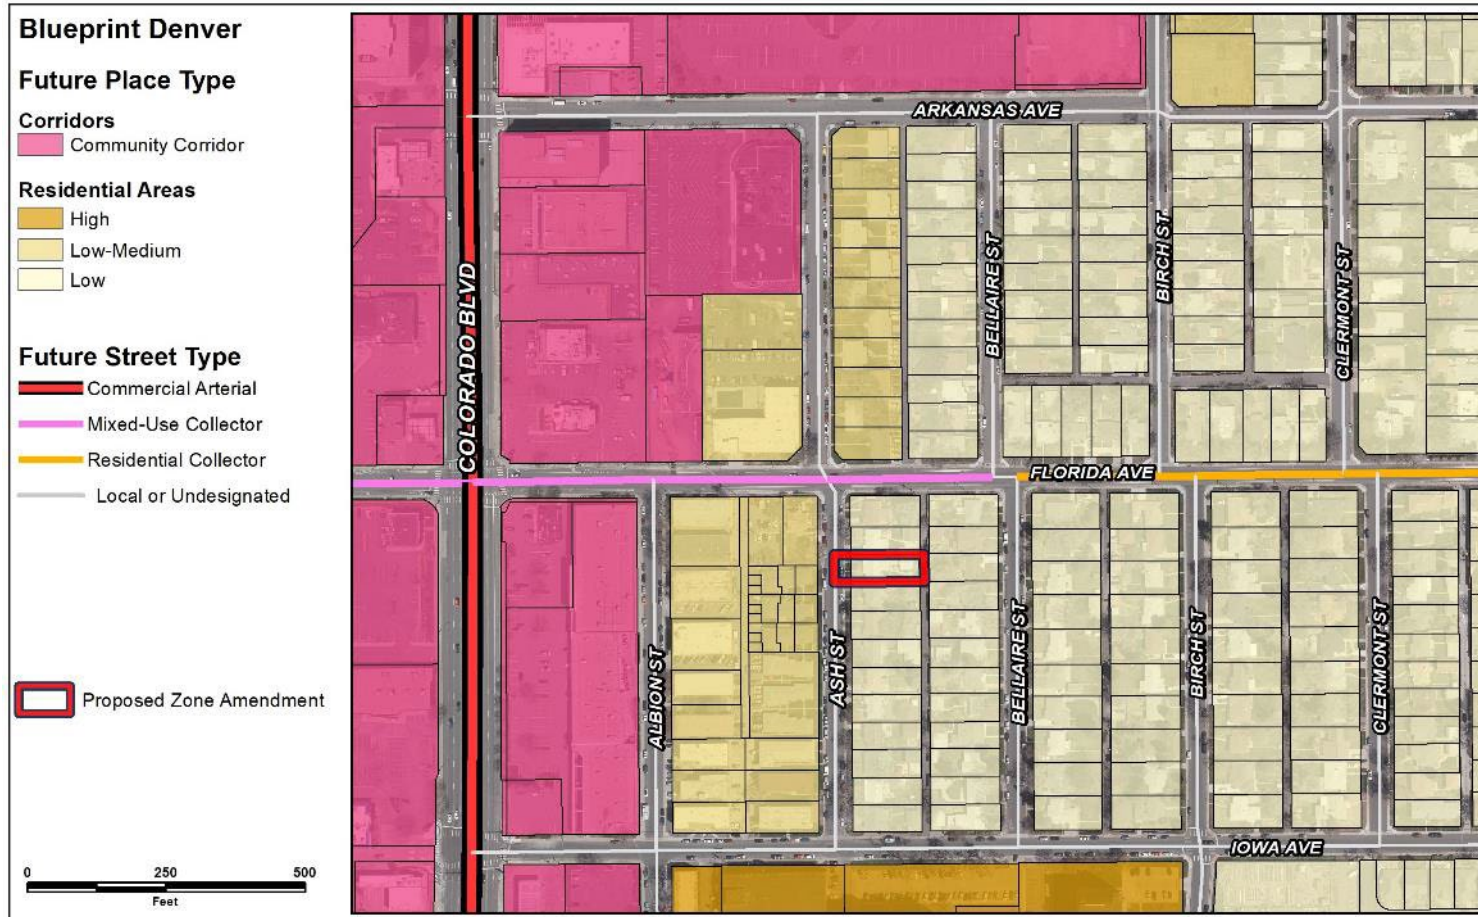 Blueprint Denver
Future Place Type
Corridors
Community Corridor
Residential Areas
High
Low-Medium
Low
Future Street Type
Commercial Arterial
Mixed-Use Collector
Residential Collector
Local or Undesignated
Proposed Zone Amendment
0 250 500
Feet
ARKANSAS AVE
COLORADO BLVD
BELLAIRE ST
BIRCH ST
CLERMONT ST
FLORIDA AVE
ALBION ST
ASH ST
BELLAIRE ST
BIRCH ST
CLERMONT ST
IOWA AVE